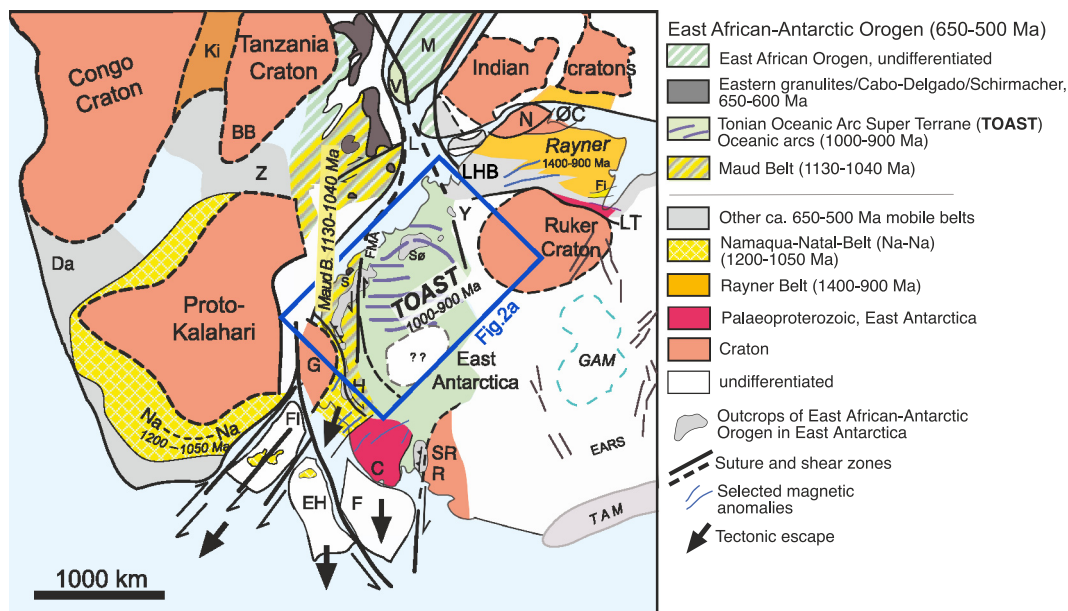 Congo
Craton
Ki
Tanzania
Craton
BB
Z
M
V
L
Indian
cratons
N
ØC
Rayner
1400-900 Ma
Fi
LHB
LT
Y
Ruker
Craton
Da
Proto-
Kalahari
Maud B. 1130-1040 Ma
FMA
S
Sø
TOAST
1000-900 Ma
Fig.2a
? ?
East
Antarctica
GAM
EARS
G
H
Na
Na
1200-1050 Ma
FI
EH
F
C
SR
R
TAM
1000 km
East African-Antarctic Orogen (650-500 Ma)
East African Orogen, undifferentiated
Eastern granulites/Cabo-Delgado/Schirmacher,
650-600 Ma
Tonian Oceanic Arc Super Terrane (TOAST)
Oceanic arcs (1000-900 Ma)
Maud Belt (1130-1040 Ma)
Other ca. 650-500 Ma mobile belts
Namaqua-Natal-Belt (Na-Na)
(1200-1050 Ma)
Rayner Belt (1400-900 Ma)
Palaeoproterozoic, East Antarctica
Craton
undifferentiated
Outcrops of East African-Antarctic
Orogen in East Antarctica
Suture and shear zones
Selected magnetic
anomalies
Tectonic escape